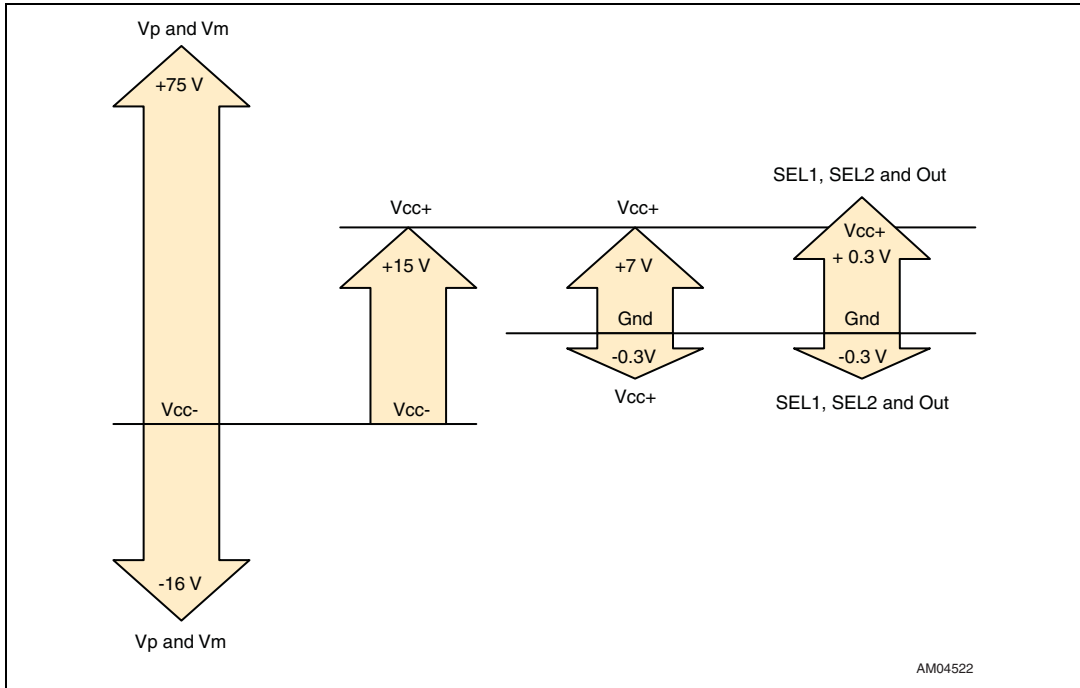 Vp and Vm
+75 V
Vcc-
-16 V
Vp and Vm
Vcc+
+15 V
Vcc-
Vcc+
+7 V
Gnd
-0.3V
Vcc+
SEL1, SEL2 and Out
Vcc+
+ 0.3 V
Gnd
-0.3 V
SEL1, SEL2 and Out
AM04522